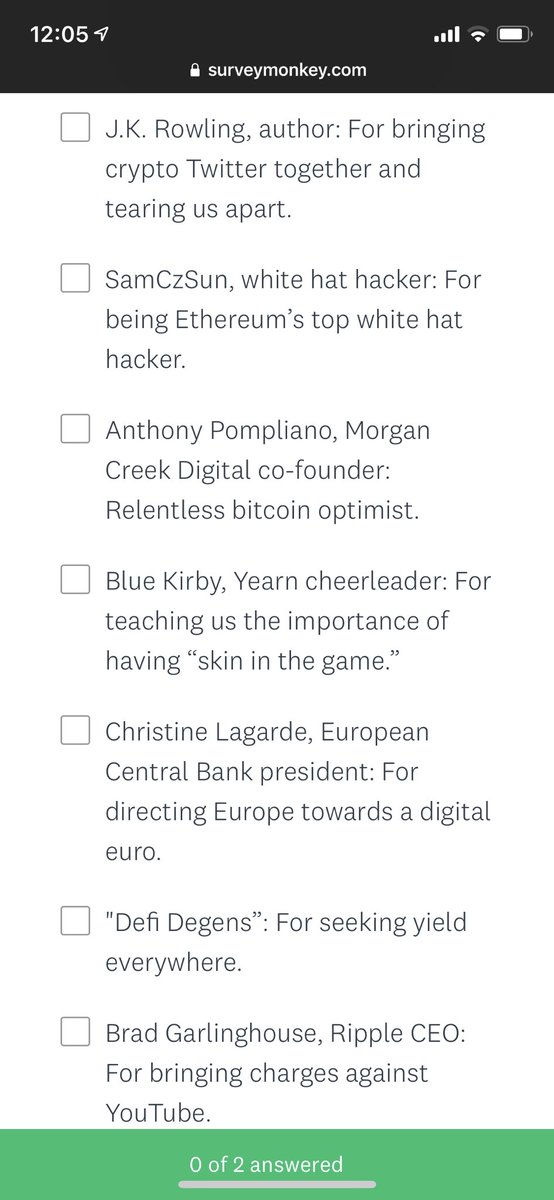 12:05
surveymonkey.com
J.K. Rowling, author: For bringing
crypto Twitter together and
tearing us apart.
SamCzSun, white hat hacker: For
being Ethereum’s top white hat
hacker.
Anthony Pompliano, Morgan
Creek Digital co-founder:
Relentless bitcoin optimist.
Blue Kirby, Yearn cheerleader: For
teaching us the importance of
having “skin in the game.”
Christine Lagarde, European
Central Bank president: For
directing Europe towards a digital
euro.
"Defi Degens”: For seeking yield
everywhere.
Brad Garlinghouse, Ripple CEO:
For bringing charges against
YouTube.
0 of 2 answered